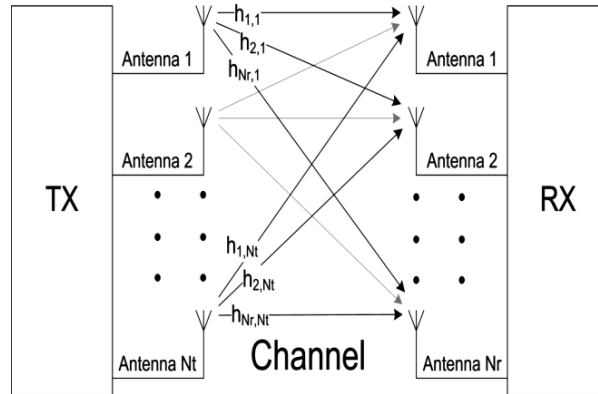 h1,1
h2,1
hNr,1
Antenna 1
Antenna 1
Antenna 2
Antenna 2
TX
RX
h1,Nt
h2,Nt
hNr,Nt
Antenna Nt
Channel
Antenna Nr